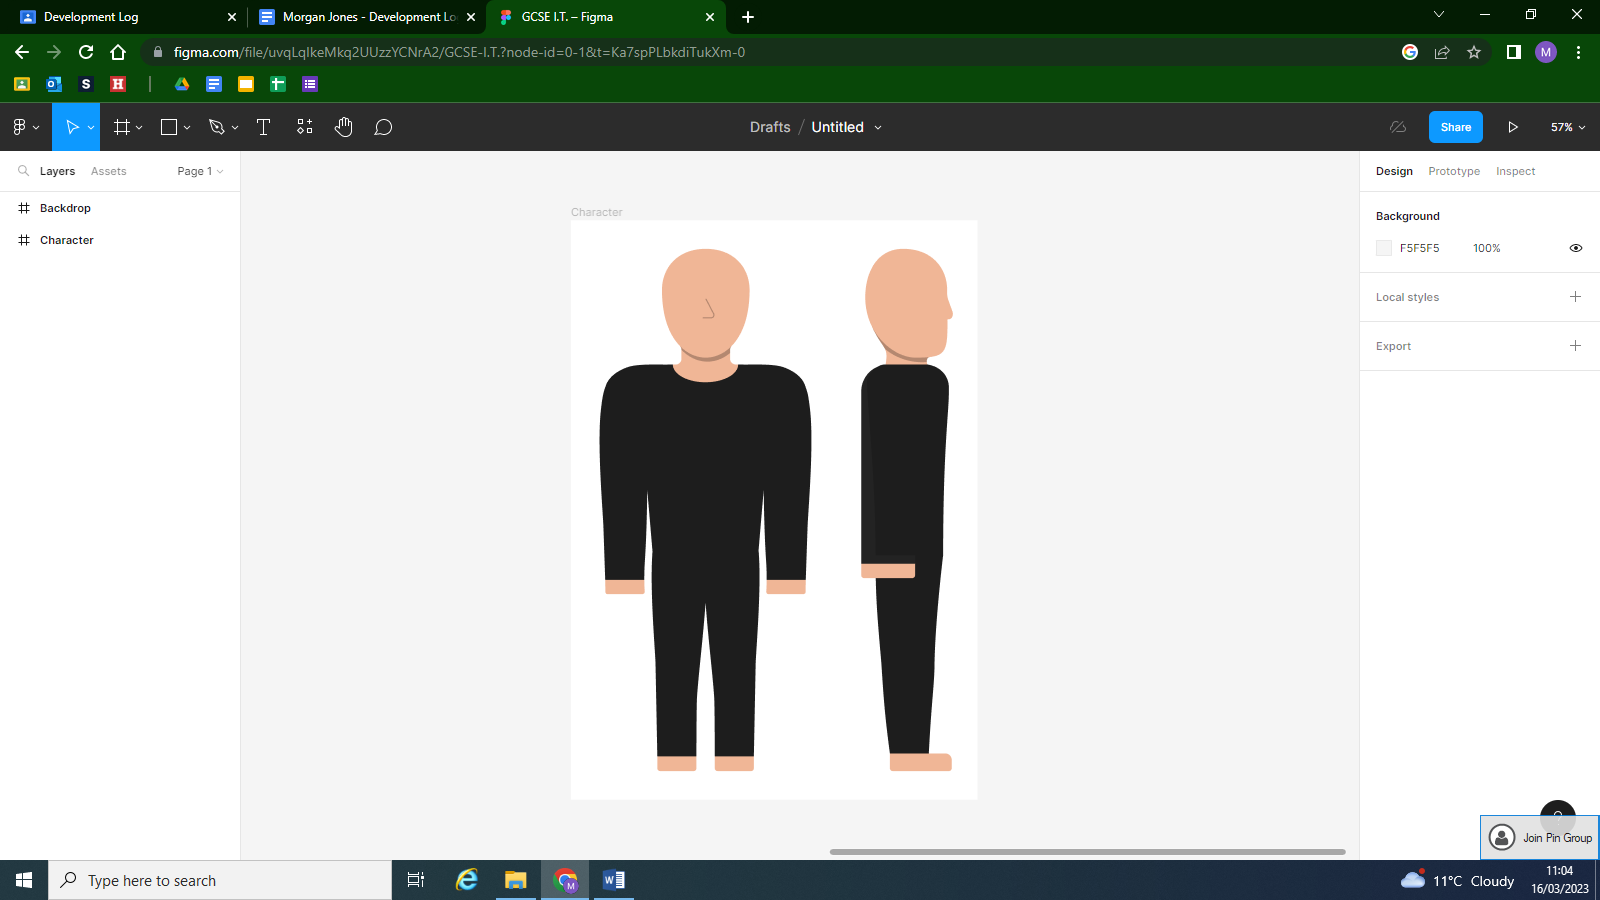 Development Log
Morgan Jones - Development Lo
GCSE I.T. – Figma
figma.com/file/uvqLqIkeMkq2UUzzYCNrA2/GCSE-I.T.?node-id=0-1&t=Ka7spPLbkdiTukXm-0
M
S
H
Drafts / Untitled
Share
57%
Layers
Assets
Page 1
Design
Prototype
Inspect
Backdrop
Character
Character
Background
F5F5F5
100%
Local styles
Export
Join Pin Group
Type here to search
11°C Cloudy
11:04
16/03/2023